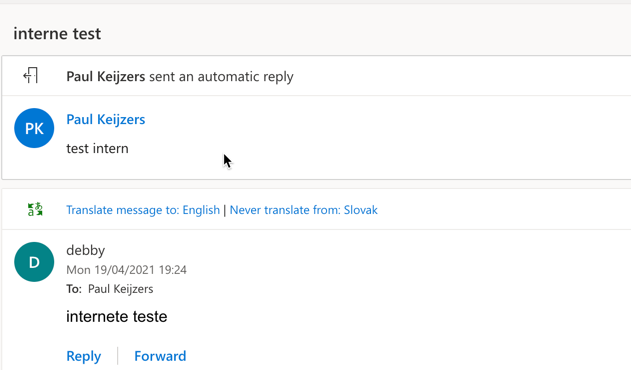 interne test
Paul Keijzers sent an automatic reply
PK
Paul Keijzers
test intern
Translate message to: English | Never translate from: Slovak
D
debby
Mon 19/04/2021 19:24
To: Paul Keijzers
internete teste
Reply | Forward